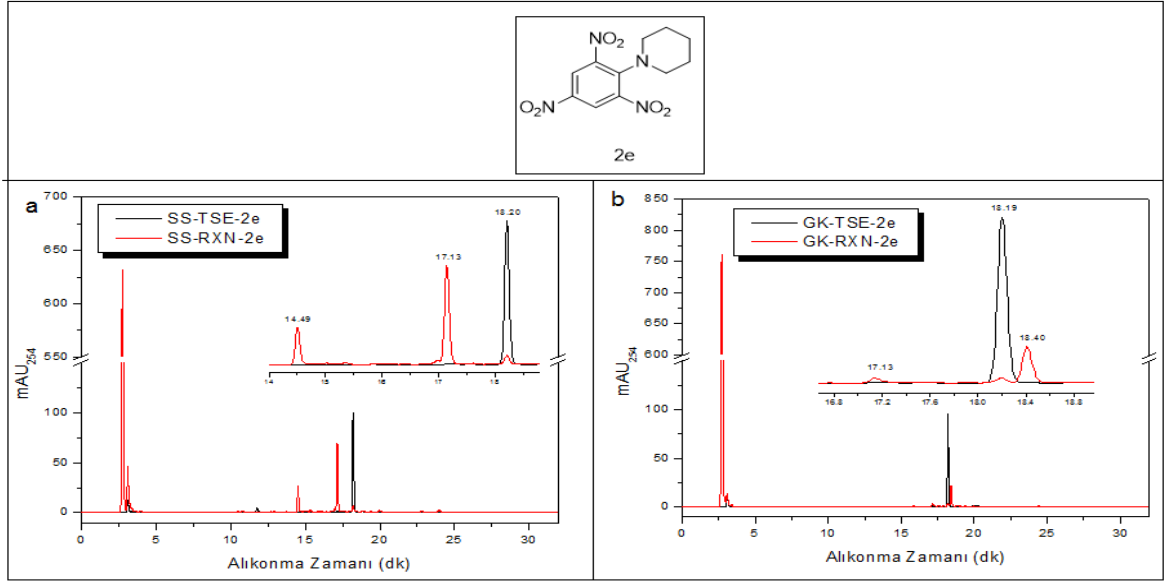 NO₂
N
O₂N
NO₂
2e
a
SS-TSE-2e
SS-RXN-2e
700
650
600
550
100
50
0
mAU₂₅₄
18.20
17.13
14.49
14 15 16 17 18
0 5 10 15 20 25 30
Alıkonma Zamanı (dk)
b
GK-TSE-2e
GK-RXN-2e
850
800
750
700
650
600
100
50
0
mAU₂₅₄
18.19
18.40
17.13
16.8 17.2 17.6 18.0 18.4 18.8
0 5 10 15 20 25 30
Alıkonma Zamanı (dk)